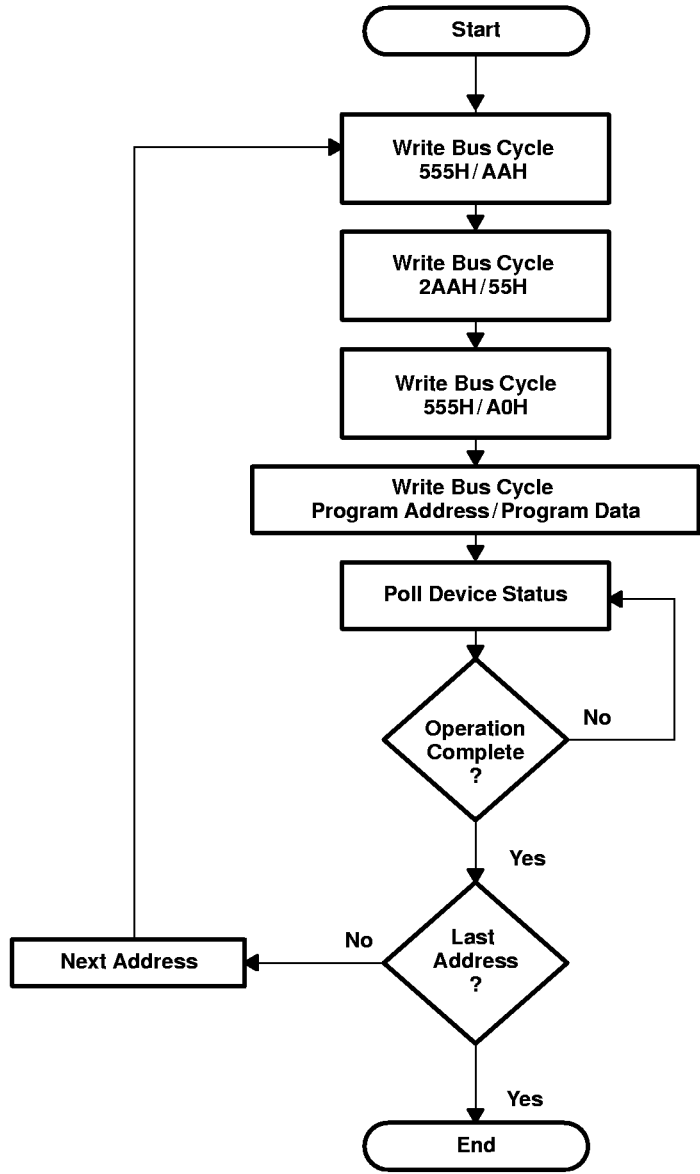 Start
Write Bus Cycle
555H/AAH
Write Bus Cycle
2AAH/55H
Write Bus Cycle
555H/A0H
Write Bus Cycle
Program Address/Program Data
Poll Device Status
Operation
Complete
?
No
Yes
Last
Address
?
No
Next Address
Yes
End